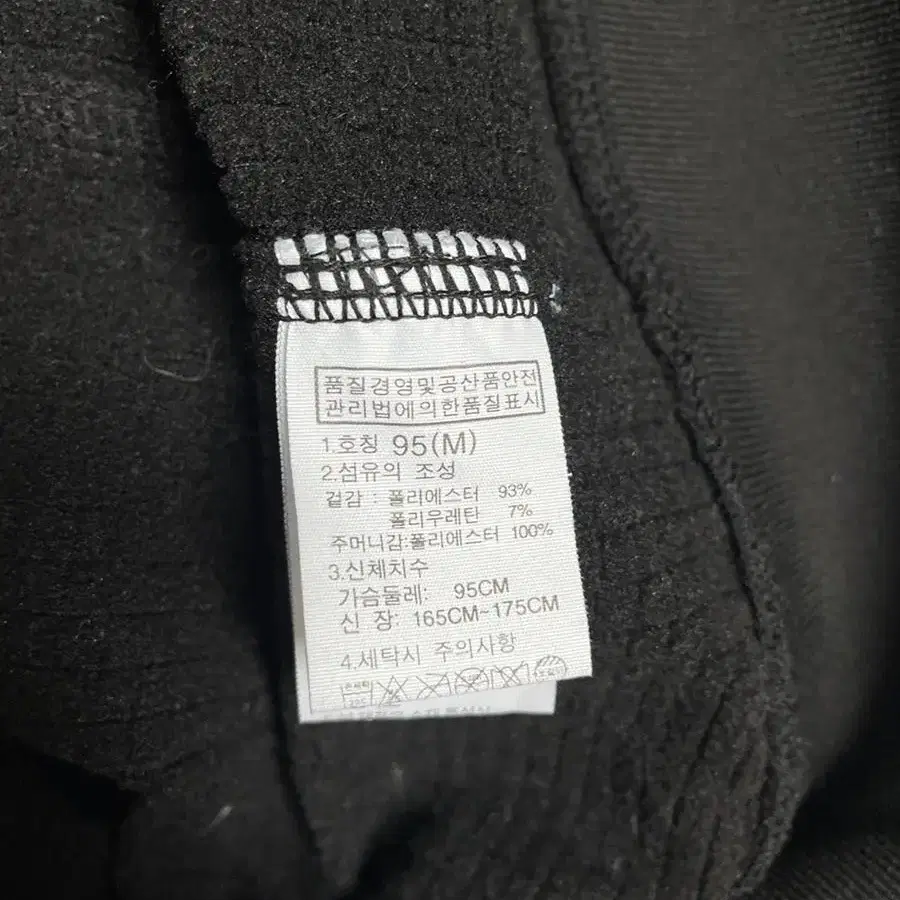 품질경영및공산품안전
관리법에의한품질표시
1.호칭 95(M)
2.섬유의 조성
겉감 : 폴리에스터 93%
폴리우레탄 7%
주머니감:폴리에스터 100%
3.신체치수
가슴둘레: 95CM
신 장: 165CM~175CM
4.세탁시 주의사항